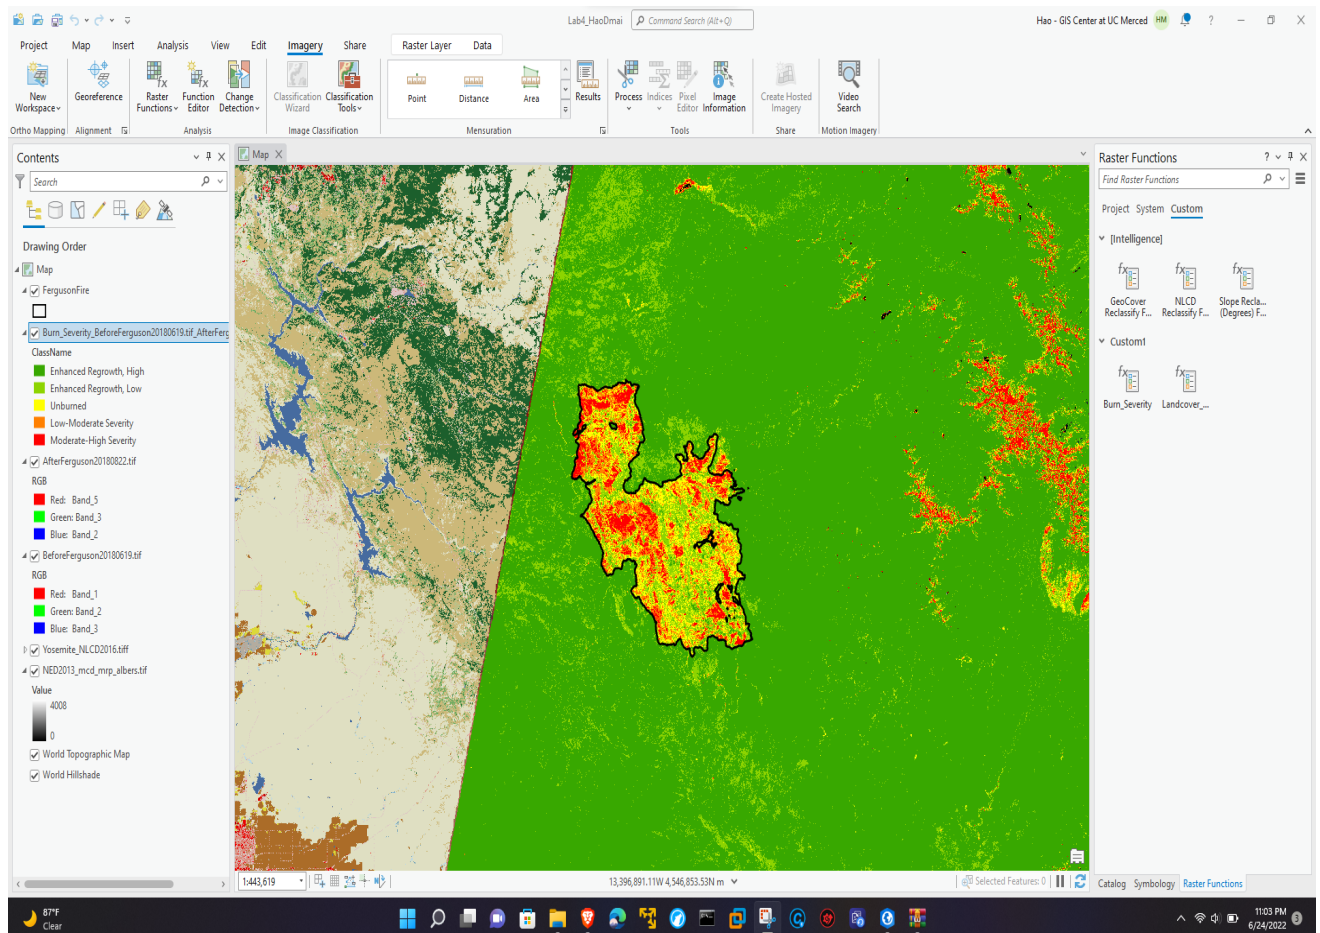 Lab4_HaoDmai
Command Search (Alt+Q)
Hao - GIS Center at UC Merced
HM
?
Project Map Insert Analysis View Edit Imagery Share Raster Layer Data
New Workspace
Georeference
Raster Functions
Function Editor
Change Detection
Classification Wizard
Classification Tools
Point
Distance
Area
Results
Process
Indices
Pixel Editor
Image Information
Create Hosted Imagery
Video Search
Ortho Mapping Alignment Analysis Image Classification Mensuration Tools Share Motion Imagery
Contents
Search
Drawing Order
Map
FergusonFire
Burn_Severity_BeforeFerguson20180619.tif_AfterFerg
ClassName
Enhanced Regrowth, High
Enhanced Regrowth, Low
Unburned
Low-Moderate Severity
Moderate-High Severity
AfterFerguson20180822.tif
RGB
Red: Band_5
Green: Band_3
Blue: Band_2
BeforeFerguson20180619.tif
RGB
Red: Band_1
Green: Band_2
Blue: Band_3
Yosemite_NLCD2016.tiff
NED2013_mcd_mrp_albers.tif
Value
4008
0
World Topographic Map
World Hillshade
Map
1:443,619
13,396,891.11W 4,546,853.53N m
Selected Features: 0
Raster Functions
?
Find Raster Functions
Project System Custom
[Intelligence]
GeoCover Reclassify F...
NLCD Reclassify F...
Slope Recla... (Degrees) F...
Custom1
Burn_Severity
Landcover_...
Catalog Symbology Raster Functions
87°F
Clear
11:03 PM
6/24/2022
3